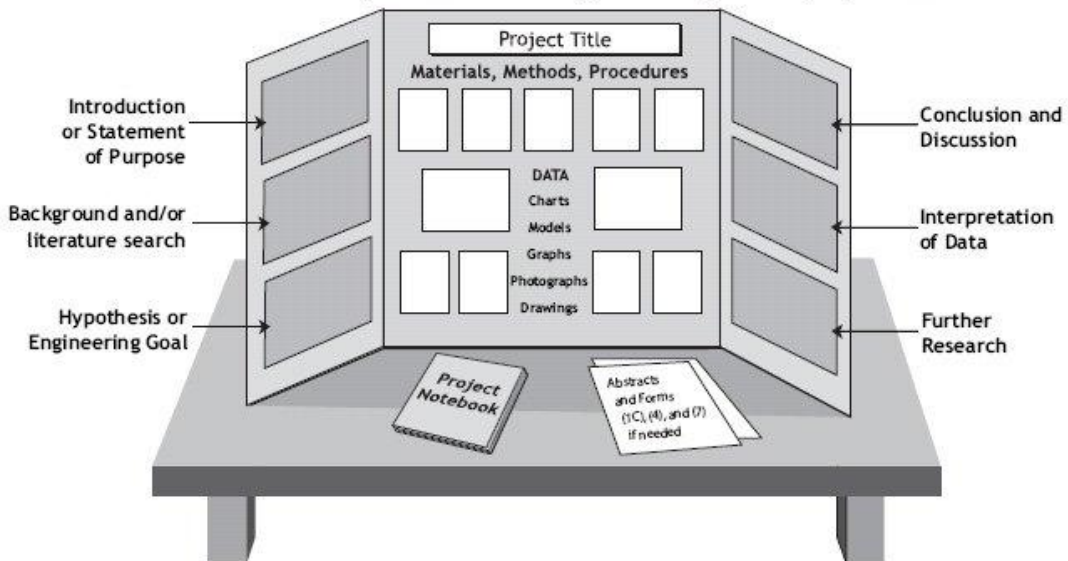 Project Title
Materials, Methods, Procedures
Introduction
or Statement
of Purpose
Background and/or
literature search
Hypothesis or
Engineering Goal
DATA
Charts
Models
Graphs
Photographs
Drawings
Conclusion and
Discussion
Interpretation
of Data
Further
Research
Project
Notebook
Abstracts
and Forms
(1C), (4), and (7)
if needed